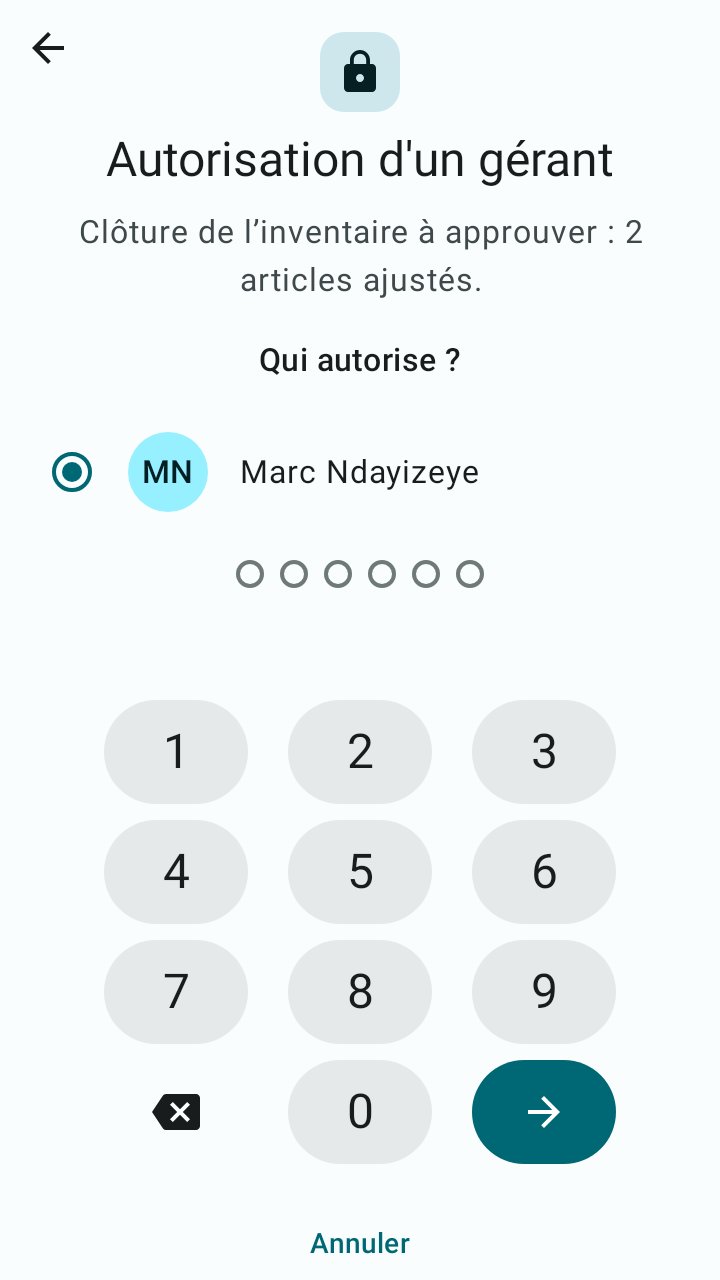 Autorisation d'un gérant
Clôture de l’inventaire à approuver : 2
articles ajustés.
Qui autorise ?
MN Marc Ndayizeye
1 2 3
4 5 6
7 8 9
0
Annuler